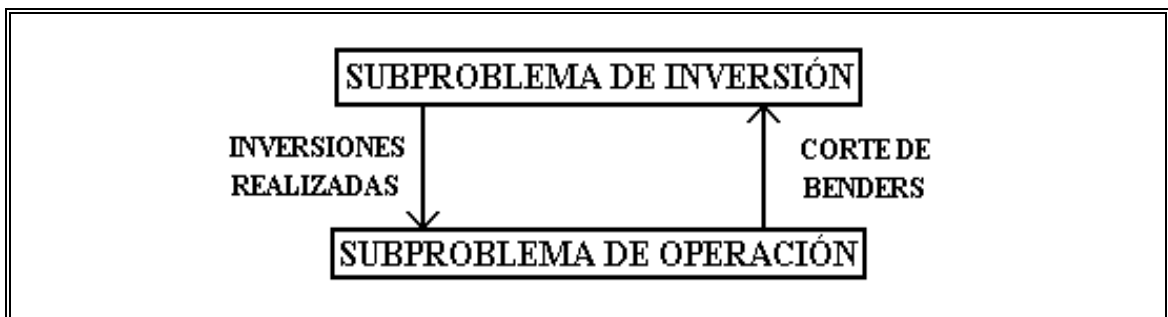 SUBPROBLEMA DE INVERSIÓN
INVERSIONES
REALIZADAS
CORTE DE
BENDERS
SUBPROBLEMA DE OPERACIÓN